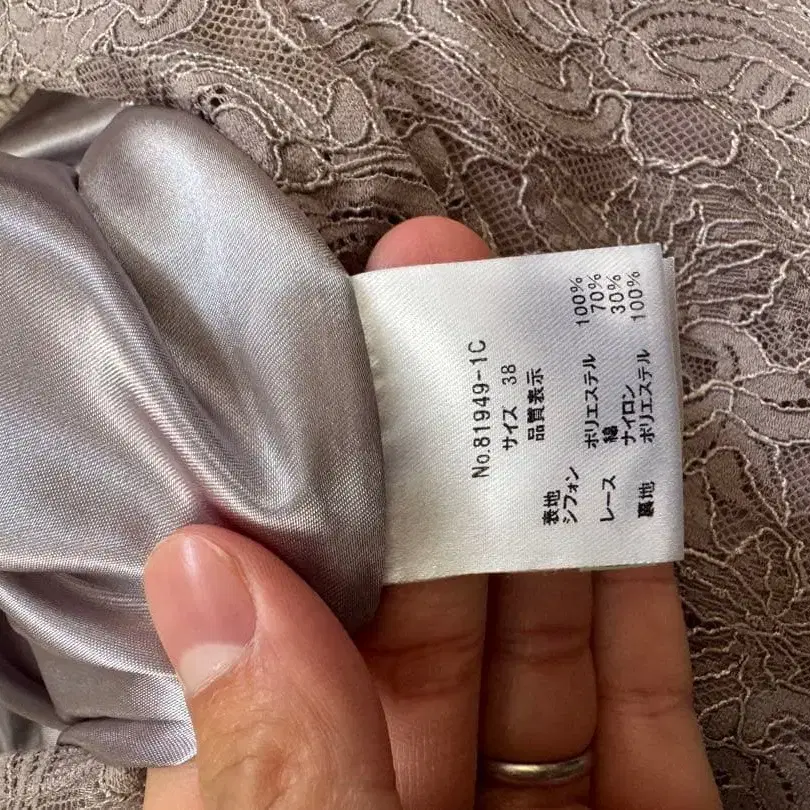 No.81949-1C
サイズ 38
品質表示
表地
シフォン ポリエステル 100%
レース 綿 70%
ナイロン 30%
裏地 ポリエステル 100%